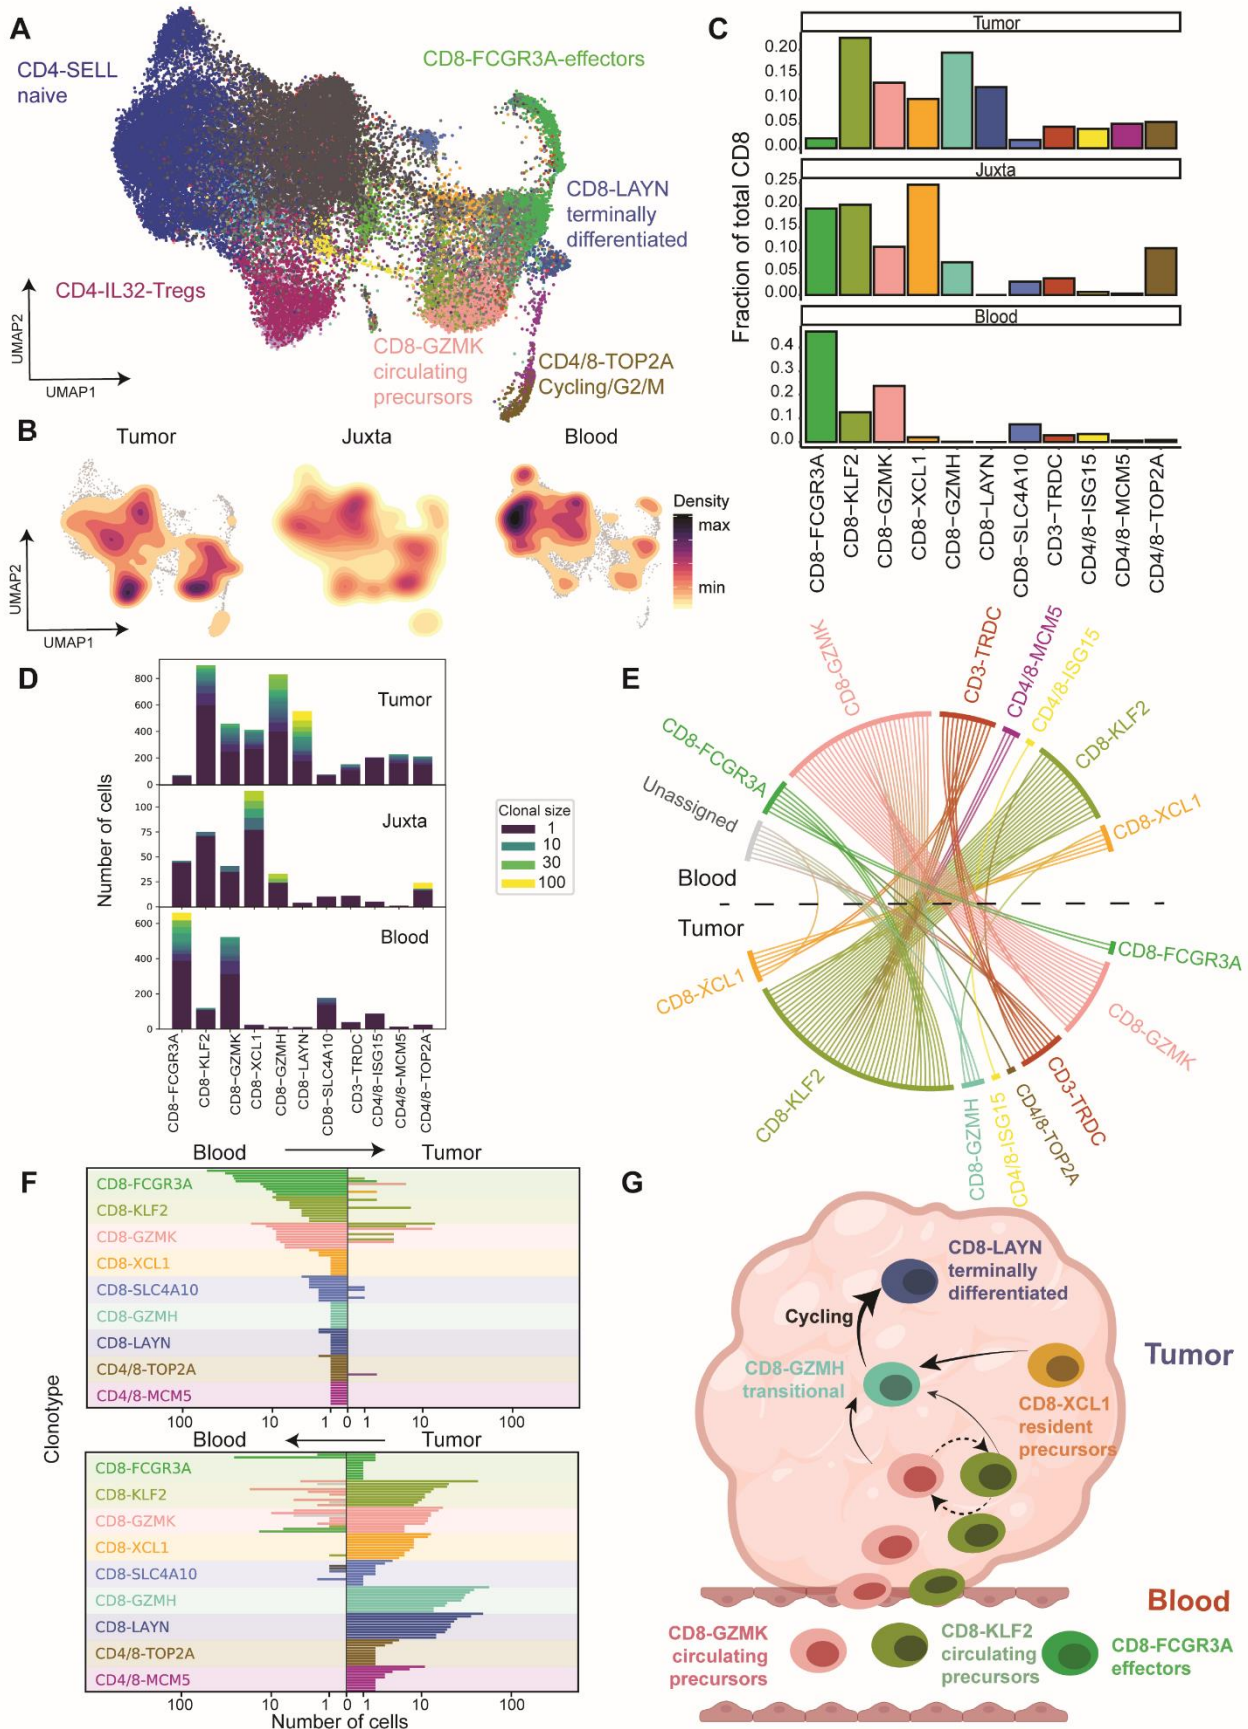 A
CD4-SELL
naive
CD8-FCGR3A-effectors
CD8-LAYN
terminally
differentiated
CD4-IL32-Tregs
CD8-GZMK
circulating
precursors
CD4/8-TOP2A
Cycling/G2/M
UMAP2
UMAP1
B
Tumor
Juxta
Blood
Density
max
min
UMAP2
UMAP1
C
Fraction of total CD8
Tumor
0.20
0.15
0.10
0.05
0.00
Juxta
0.25
0.20
0.15
0.10
0.05
0.00
Blood
0.4
0.3
0.2
0.1
0.0
CD8-FCGR3A
CD8-KLF2
CD8-GZMK
CD8-XCL1
CD8-GZMH
CD8-LAYN
CD8-SLC4A10
CD3-TRDC
CD4/8-ISG15
CD4/8-MCM5
CD4/8-TOP2A
D
Number of cells
Tumor
800
600
400
200
0
Juxta
100
75
50
25
0
Blood
600
400
200
0
CD8-FCGR3A
CD8-KLF2
CD8-GZMK
CD8-XCL1
CD8-GZMH
CD8-LAYN
CD8-SLC4A10
CD3-TRDC
CD4/8-ISG15
CD4/8-MCM5
CD4/8-TOP2A
Clonal size
1
10
30
100
E
Unassigned
CD8-FCGR3A
CD8-GZMK
CD3-TRDC
CD4/8-MCM5
CD4/8-ISG15
CD8-KLF2
CD8-XCL1
Blood
Tumor
CD8-XCL1
CD8-KLF2
CD8-GZMH
CD4/8-ISG15
CD4/8-TOP2A
CD3-TRDC
CD8-GZMK
CD8-FCGR3A
F
Blood
Tumor
CD8-FCGR3A
CD8-KLF2
CD8-GZMK
CD8-XCL1
CD8-SLC4A10
CD8-GZMH
CD8-LAYN
CD4/8-TOP2A
CD4/8-MCM5
100 10 1 0 1 10 100
Clonotype
Blood
Tumor
CD8-FCGR3A
CD8-KLF2
CD8-GZMK
CD8-XCL1
CD8-SLC4A10
CD8-GZMH
CD8-LAYN
CD4/8-TOP2A
CD4/8-MCM5
100 10 1 0 1 10 100
Number of cells
G
CD8-LAYN
terminally
differentiated
Cycling
CD8-GZMH
transitional
CD8-XCL1
resident
precursors
Tumor
Blood
CD8-GZMK
circulating
precursors
CD8-KLF2
circulating
precursors
CD8-FCGR3A
effectors